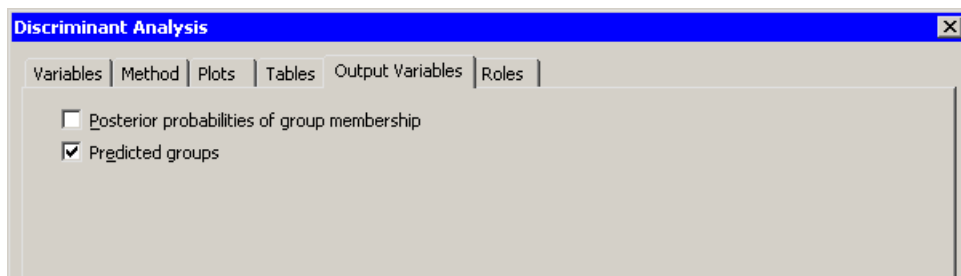 Discriminant Analysis
Variables Method Plots Tables Output Variables Roles
Posterior probabilities of group membership
Predicted groups